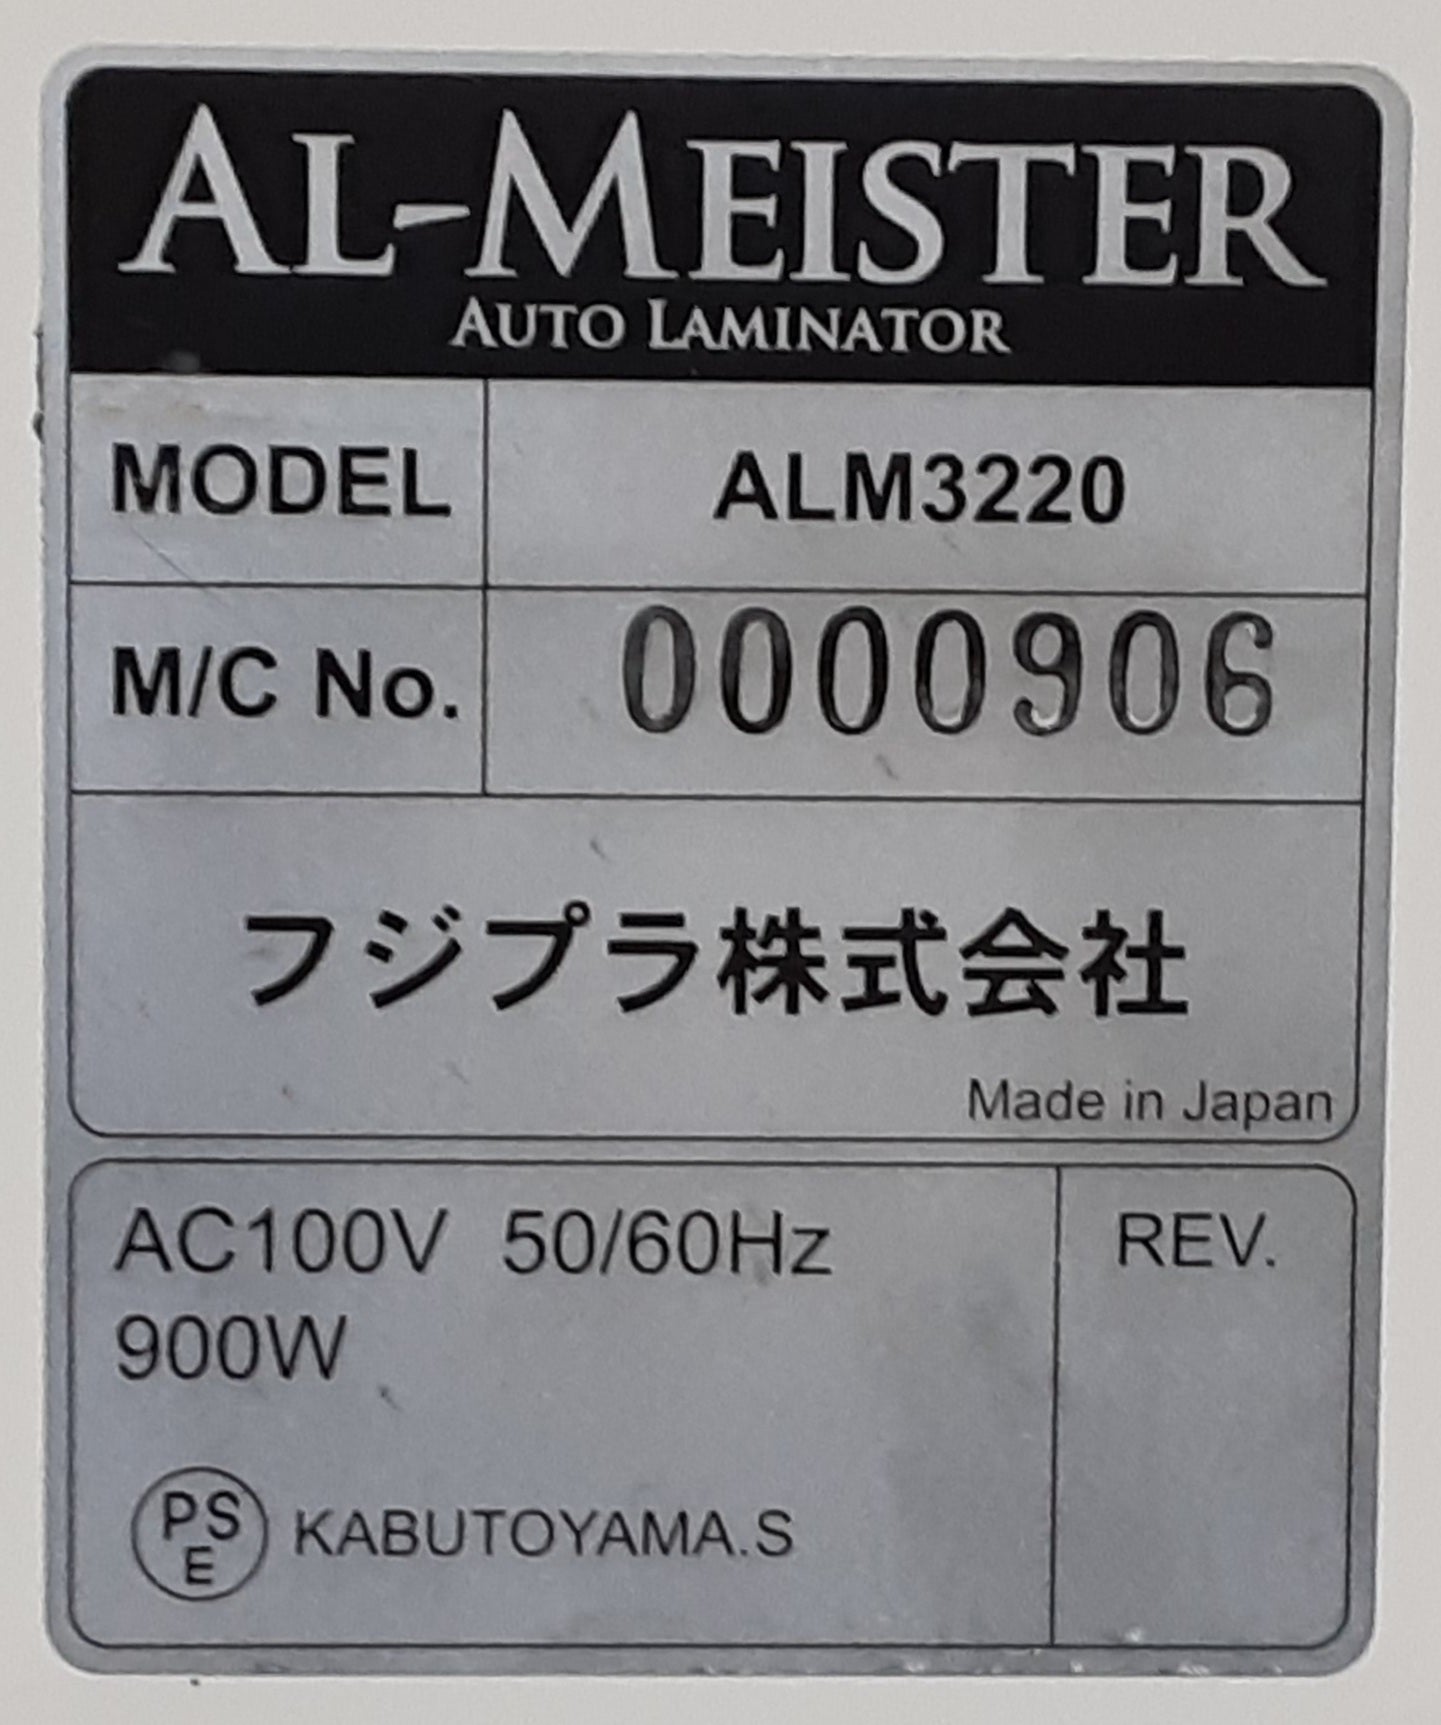 AL-MEISTER
AUTO LAMINATOR
MODEL ALM3220
M/C No. 0000906
フジプラ株式会社
Made in Japan
AC100V 50/60Hz REV.
900W
PSE KABUTOYAMA.S